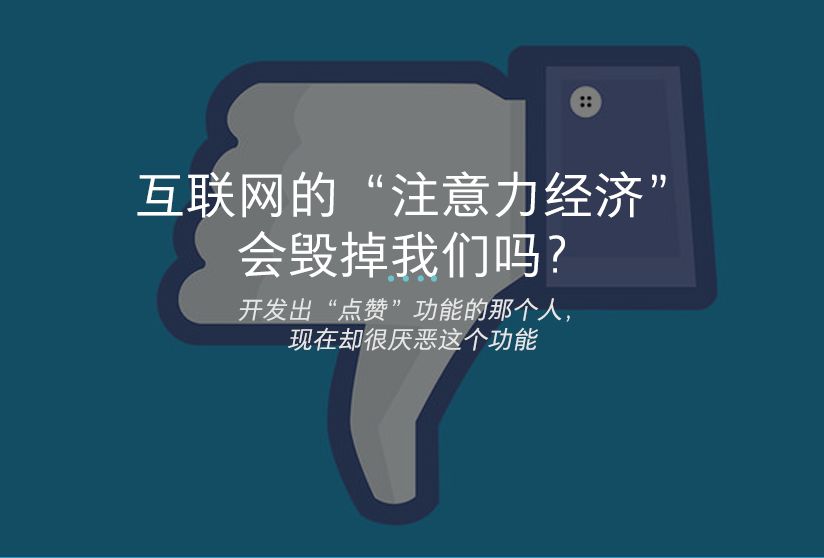 互联网的“注意力经济”
会毁掉我们吗？
开发出“点赞”功能的那个人，
现在却很厌恶这个功能